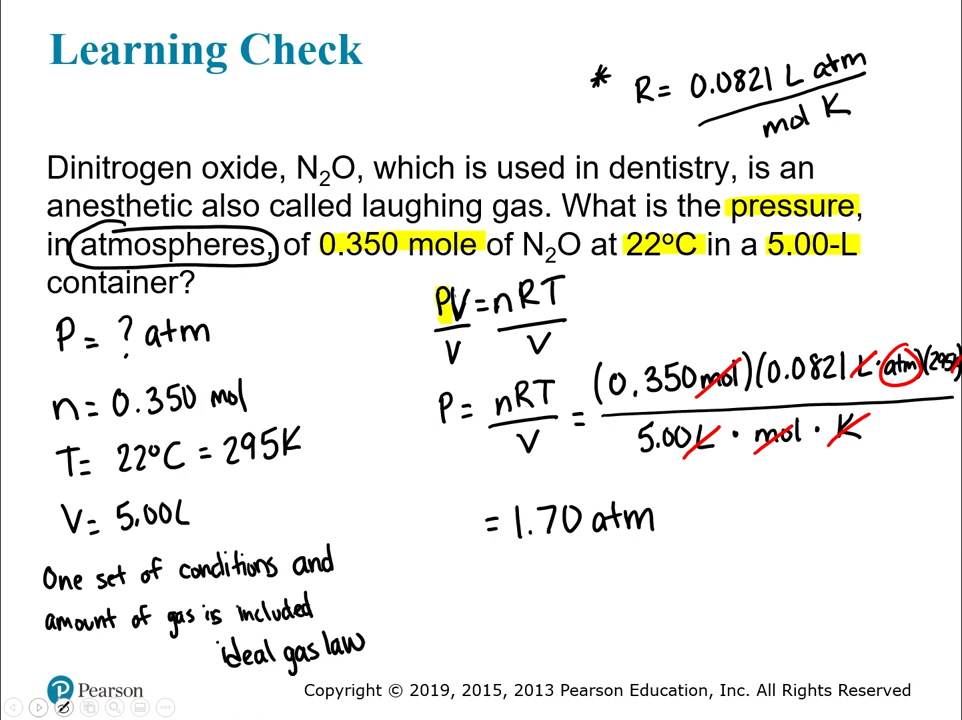 Learning Check
* R = 0.0821 L atm
mol K
Dinitrogen oxide, N₂O, which is used in dentistry, is an
anesthetic also called laughing gas. What is the pressure,
in atmospheres, of 0.350 mole of N₂O at 22°C in a 5.00-L
container?
P = ? atm
n = 0.350 mol
T = 22°C = 295K
V = 5.00L
One set of conditions and
amount of gas is included
ideal gas law
PV = nRT
V V
P = nRT = (0.350 mol)(0.0821 L · atm)(295K
V 5.00 L · mol · K
= 1.70 atm
Pearson
Copyright © 2019, 2015, 2013 Pearson Education, Inc. All Rights Reserved